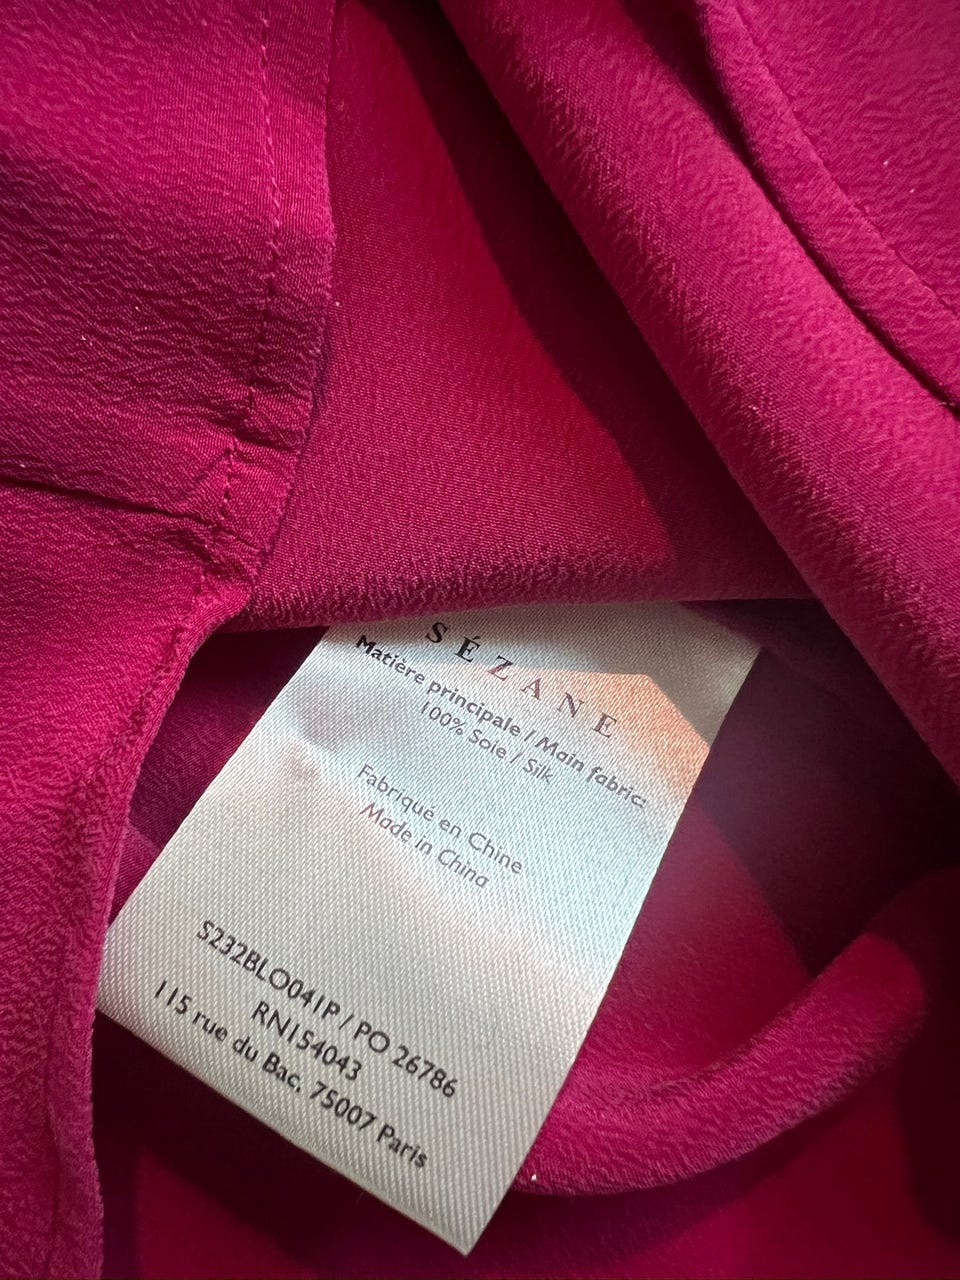 SÉZANE
Matière principale / Main fabric:
100% Soie / Silk
Fabriqué en Chine
Made in China
S232BLO041P / PO 26786
RN154043
115 rue du Bac, 75007 Paris